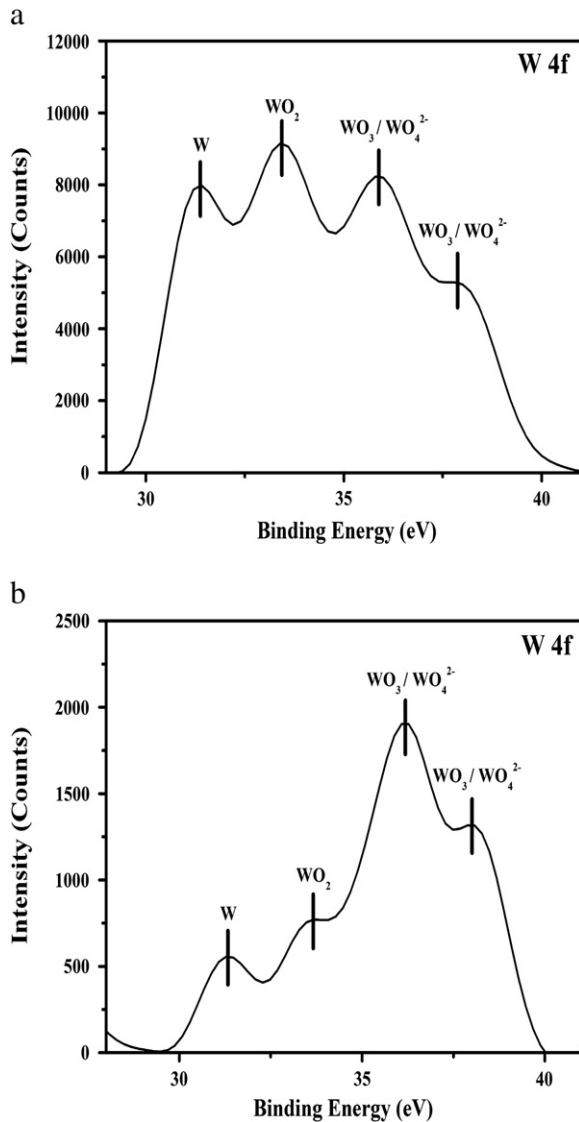 a
12000
10000
8000
6000
4000
2000
0
W 4f
W
WO₂
WO₃ / WO₄²⁻
WO₃ / WO₄²⁻
Intensity (Counts)
30 35 40
Binding Energy (eV)
b
2500
2000
1500
1000
500
0
W 4f
WO₃ / WO₄²⁻
WO₃ / WO₄²⁻
WO₂
W
Intensity (Counts)
30 35 40
Binding Energy (eV)